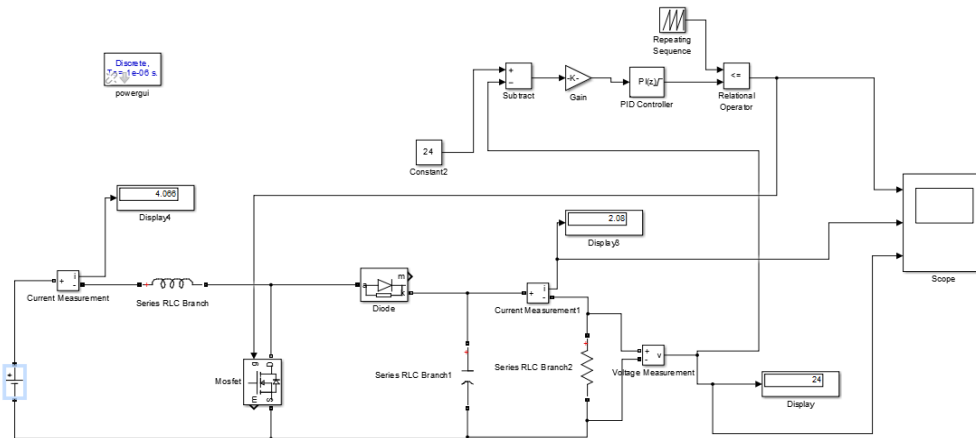 Repeating
Sequence
Discrete,
1e-06 s.
powergui
+
−
Subtract
-K-
Gain
PI(z)
PID Controller
<=
Relational
Operator
24
Constant2
4.066
Display4
2.08
Display8
Scope
+
-
i
Current Measurement
+
Series RLC Branch
a
m
k
Diode
+
-
i
Current Measurement1
+
Mosfet
g
D
m
S
+
Series RLC Branch1
+
Series RLC Branch2
+
-
v
Voltage Measurement
24
Display